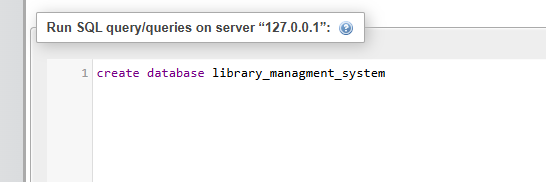 Run SQL query/queries on server “127.0.0.1”:
1 create database library_managment_system